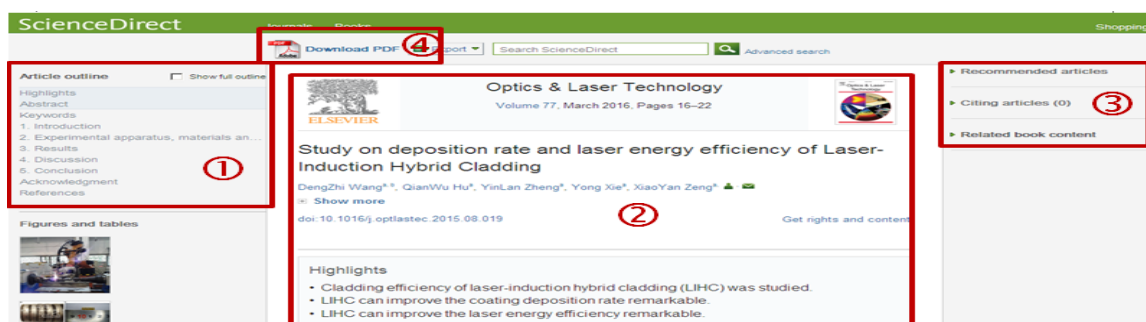 ScienceDirect
Journals Books
Shopping
Download PDF
④
Export
Search ScienceDirect
Advanced search
Article outline
Show full outline
Highlights
Abstract
Keywords
1. Introduction
2. Experimental apparatus, materials an...
3. Results
4. Discussion
5. Conclusion
Acknowledgment
References
①
Figures and tables
ELSEVIER
Optics & Laser Technology
Volume 77, March 2016, Pages 16–22
Optics & Laser Technology
Study on deposition rate and laser energy efficiency of Laser-
Induction Hybrid Cladding
DengZhi Wang, QianWu Hu, YinLan Zheng, Yong Xie, XiaoYan Zeng
Show more
doi:10.1016/j.optlastec.2015.08.019
Get rights and content
②
Highlights
• Cladding efficiency of laser-induction hybrid cladding (LIHC) was studied.
• LIHC can improve the coating deposition rate remarkable.
• LIHC can improve the laser energy efficiency remarkable.
Recommended articles
Citing articles (0)
Related book content
③